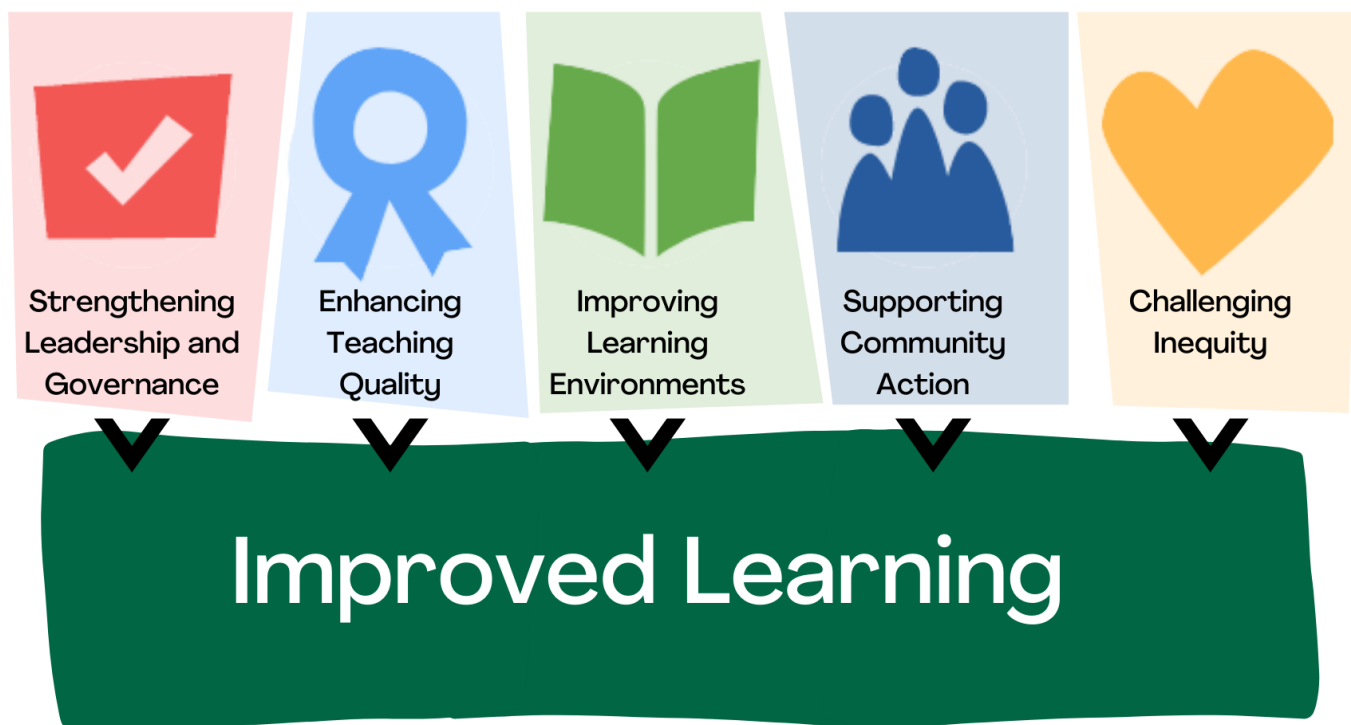 Strengthening
Leadership and
Governance
Enhancing
Teaching
Quality
Improving
Learning
Environments
Supporting
Community
Action
Challenging
Inequity
Improved Learning